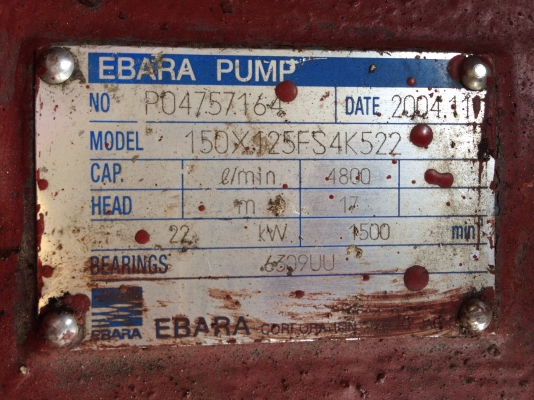 EBARA PUMP
NO P04757164 DATE 2004.11
MODEL 150X125FS4K522
CAP. ℓ/min 4800
HEAD m 17
22 kW 1500 min
BEARINGS 6309UU
EBARA EBARA